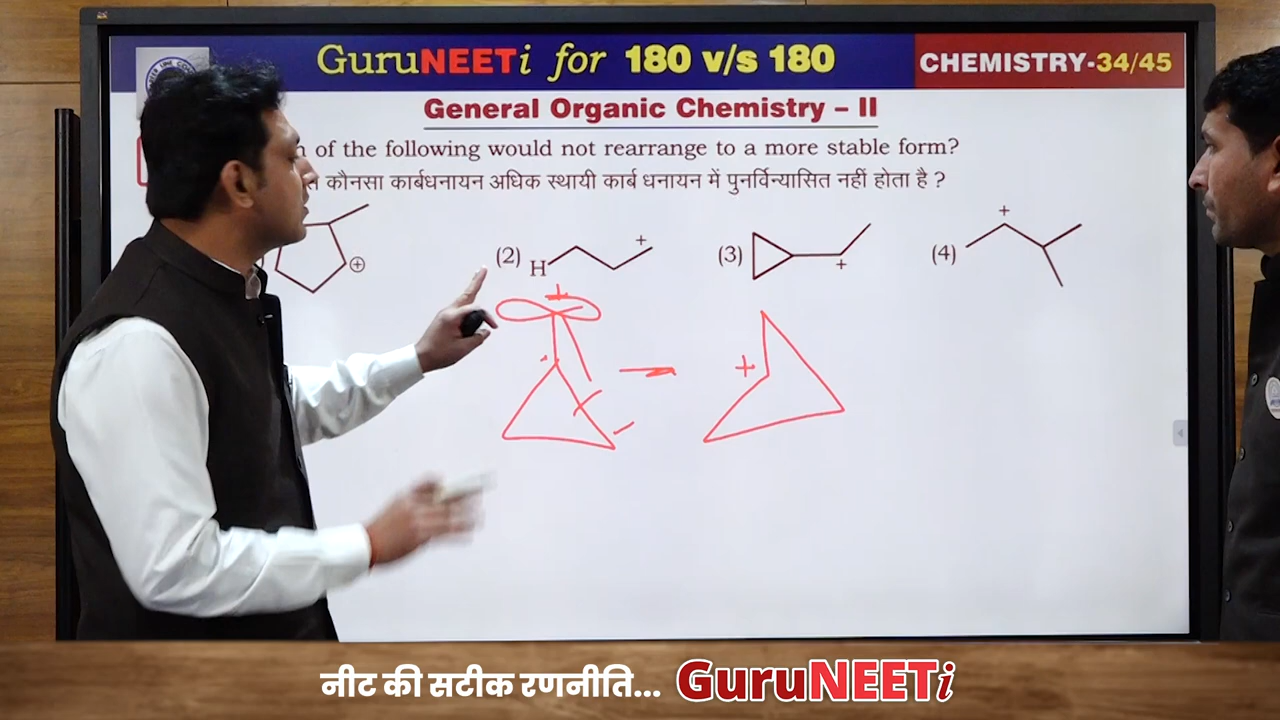 GuruNEETi for 180 v/s 180
CHEMISTRY-34/45
General Organic Chemistry – II
of the following would not rearrange to a more stable form?
कौनसा कार्बधनायन अधिक स्थायी कार्ब धनायन में पुनर्विन्यासित नहीं होता है ?
+
(2) H +
(3) +
(4) +
+
+
नीट की सटीक रणनीति... GuruNEETi